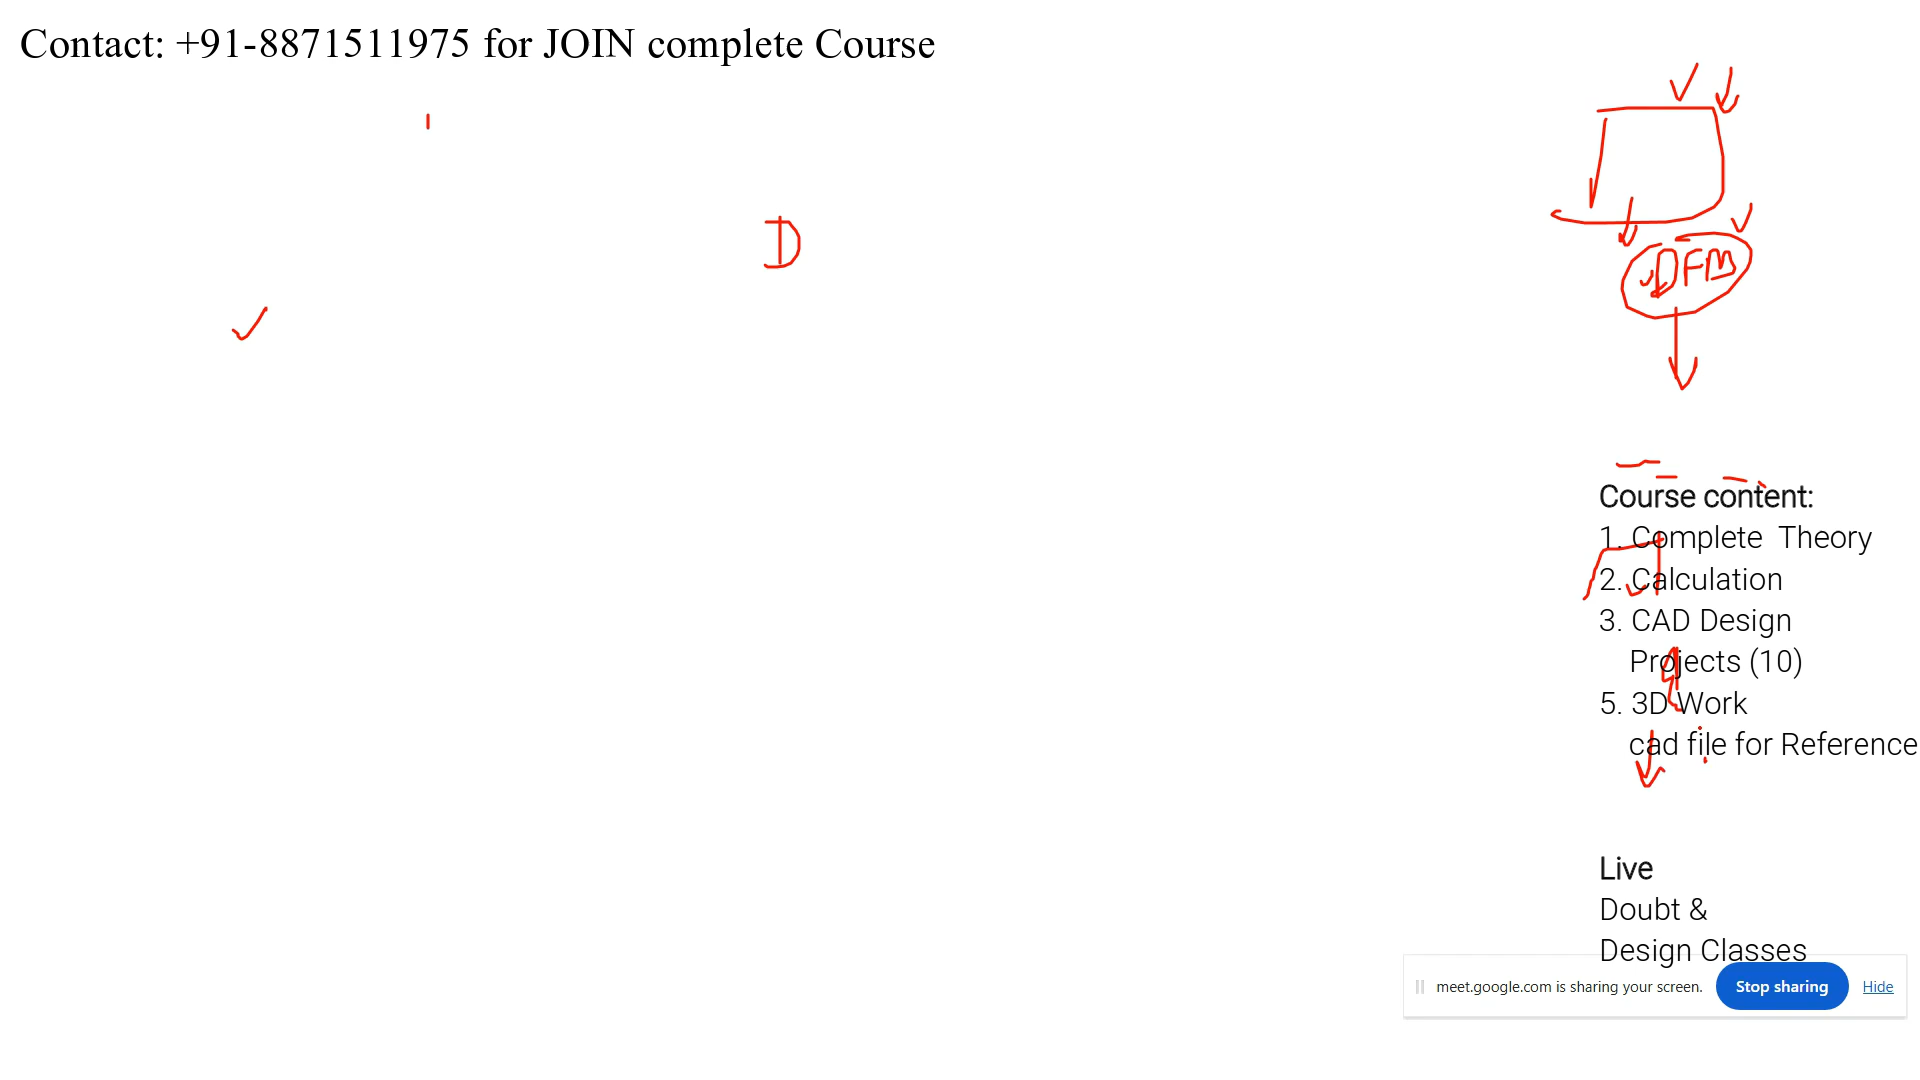 Contact: +91-8871511975 for JOIN complete Course
D
DFM
Course content:
1. Complete Theory
2. Calculation
3. CAD Design
Projects (10)
5. 3D Work
cad file for Reference
Live
Doubt &
Design Classes
meet.google.com is sharing your screen. Stop sharing Hide